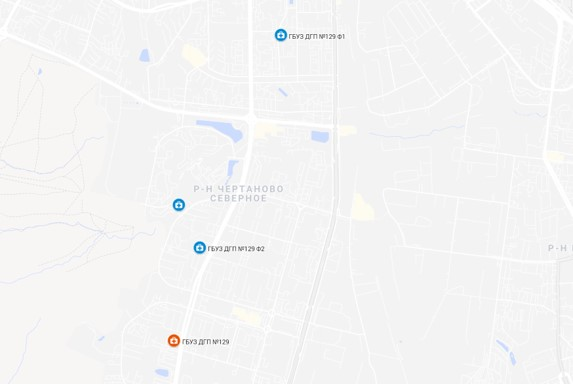 ГБУЗ ДГП №129 Ф1
Р-Н ЧЕРТАНОВО
СЕВЕРНОЕ
ГБУЗ ДГП №129 Ф2
Р-Н
ГБУЗ ДГП №129